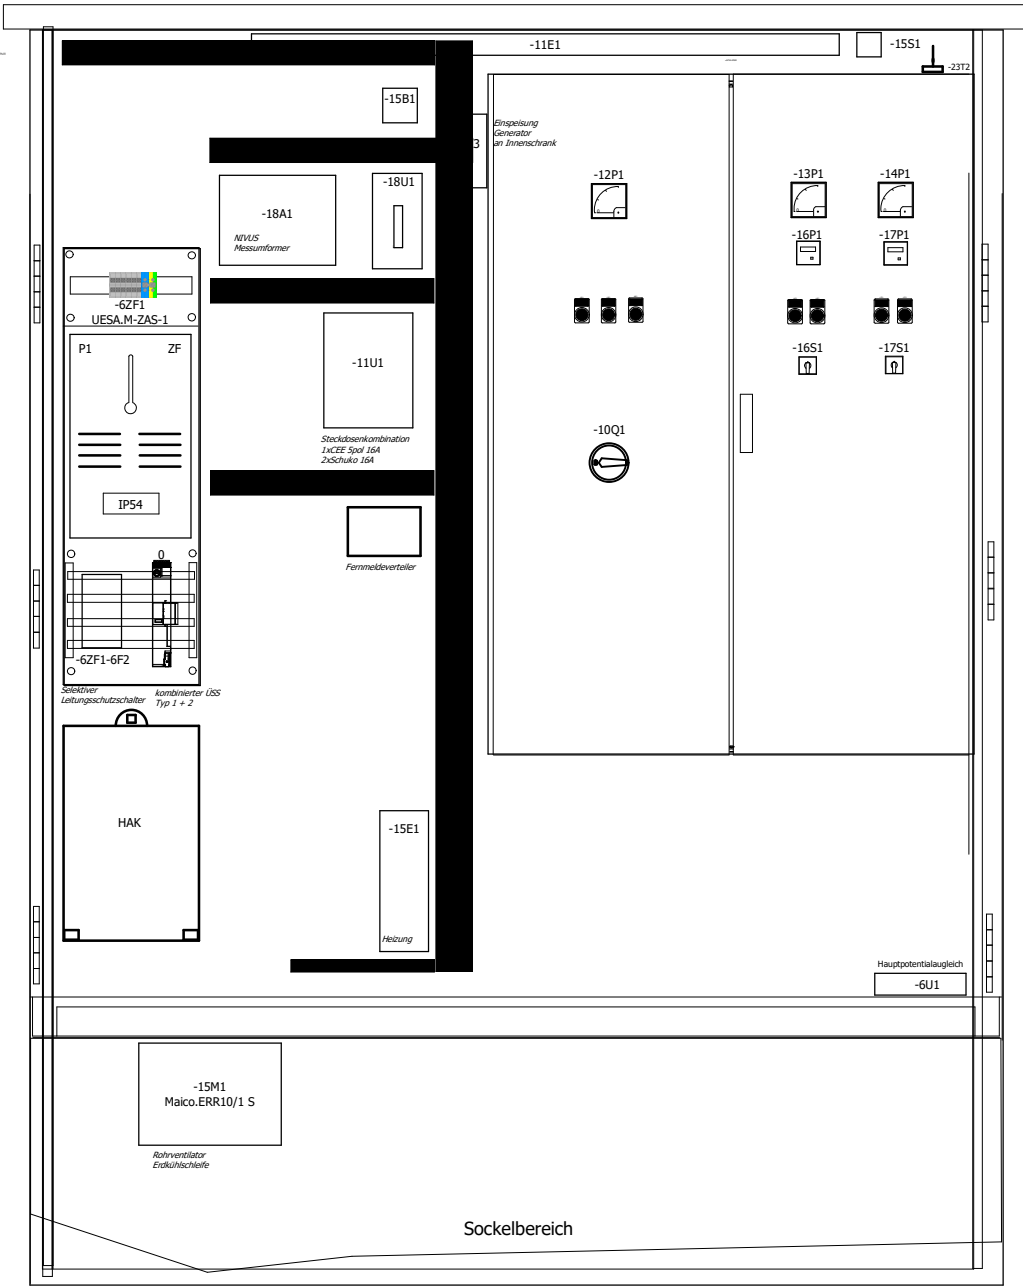 -11E1
-15S1
-23T2
-15B1
Einspeisung
Generator
an Innenschrank
3
-18A1
NIVUS
Messumformer
-18U1
-12P1
-13P1
-14P1
-16P1
-17P1
-6ZF1
UESA.M-ZAS-1
P1
ZF
-11U1
-16S1
-17S1
Steckdosenkombination
1xCEE 5pol 16A
2xSchuko 16A
-10Q1
IP54
0
Fernmeldeverteiler
-6ZF1-6F2
Selektiver
Leitungsschutzschalter
kombinierter ÜSS
Typ 1 + 2
HAK
-15E1
Heizung
Hauptpotentialaugleich
-6U1
-15M1
Maico.ERR10/1 S
Rohrventilator
Erdkühlschleife
Sockelbereich